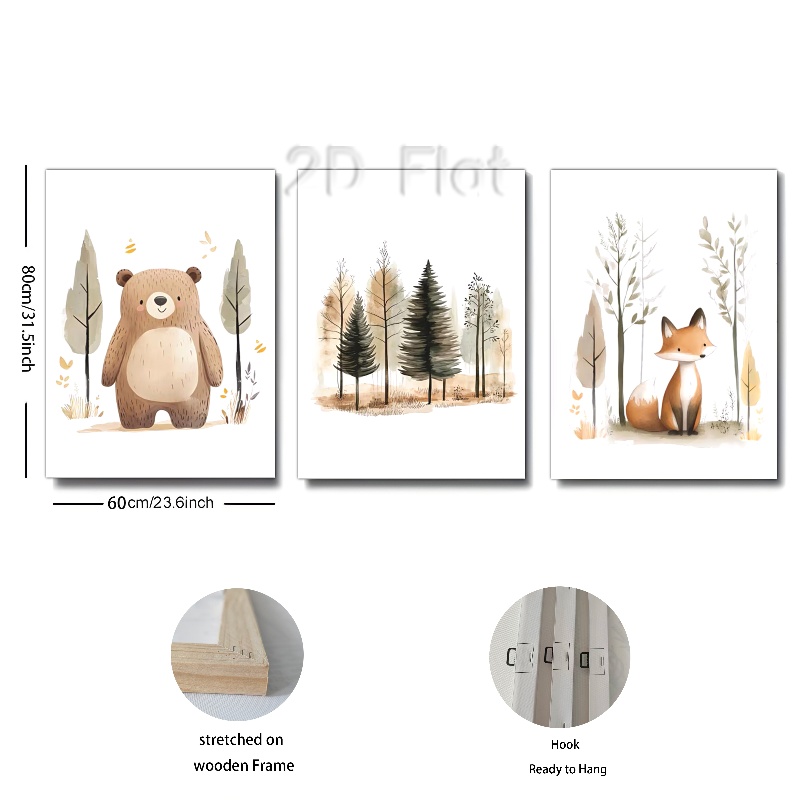 2D Flat
80cm/31.5inch
60cm/23.6inch
stretched on
wooden Frame
Hook
Ready to Hang